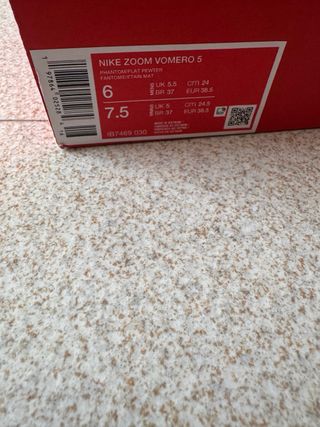 NIKE ZOOM VOMERO 5
PHANTOM/FLAT PEWTER
FANTOME/ETAIN MAT
6 MENS UK 5.5 CM 24
BR 37 EUR 38.5
7.5 UK 5 CM 24.5
BR 37 EUR 38.5
IB7469 030